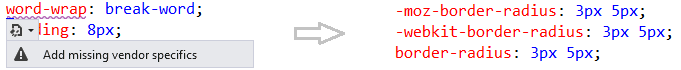 word-wrap: break-word;
ding: 8px;
Add missing vendor specifics
-moz-border-radius: 3px 5px;
-webkit-border-radius: 3px 5px;
border-radius: 3px 5px;